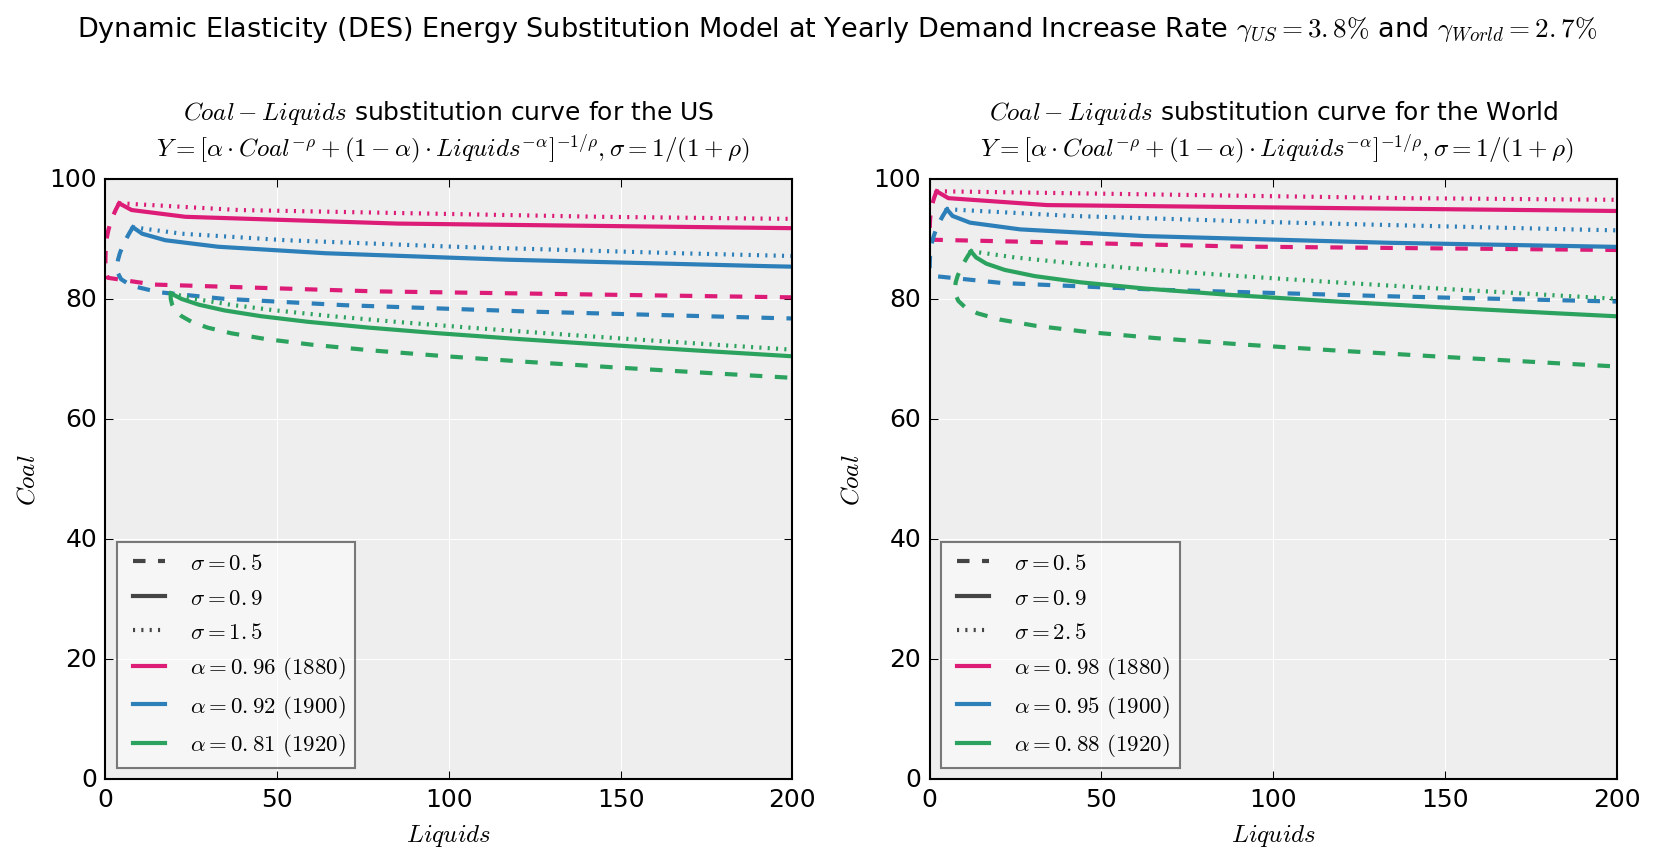 Dynamic Elasticity (DES) Energy Substitution Model at Yearly Demand Increase Rate γ_US = 3.8% and γ_World = 2.7%
Coal − Liquids substitution curve for the US
Y = [α · Coal^−ρ + (1 − α) · Liquids^−α]^−1/ρ, σ = 1/(1 + ρ)
100
80
60
40
20
0
Coal
σ = 0.5
σ = 0.9
σ = 1.5
α = 0.96 (1880)
α = 0.92 (1900)
α = 0.81 (1920)
0 50 100 150 200
Liquids
Coal − Liquids substitution curve for the World
Y = [α · Coal^−ρ + (1 − α) · Liquids^−α]^−1/ρ, σ = 1/(1 + ρ)
100
80
60
40
20
0
Coal
σ = 0.5
σ = 0.9
σ = 2.5
α = 0.98 (1880)
α = 0.95 (1900)
α = 0.88 (1920)
0 50 100 150 200
Liquids